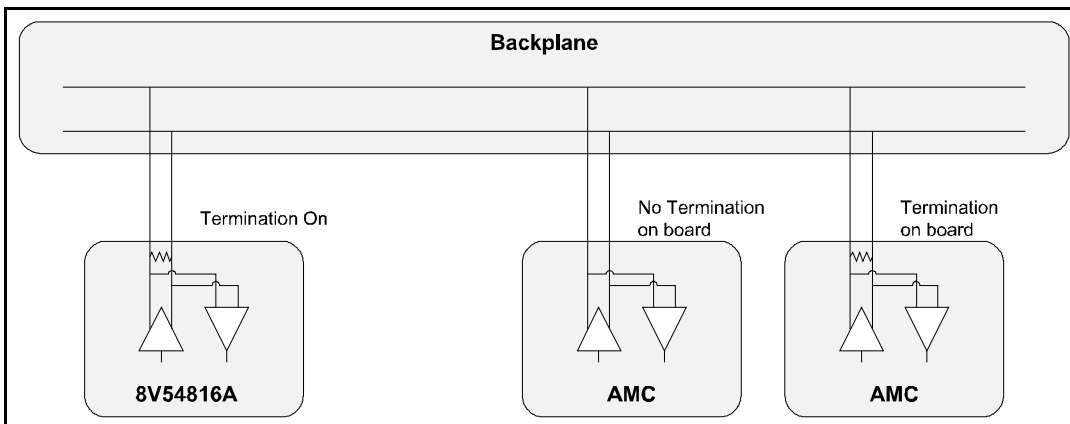 Backplane
Termination On
No Termination
on board
Termination
on board
8V54816A
AMC
AMC